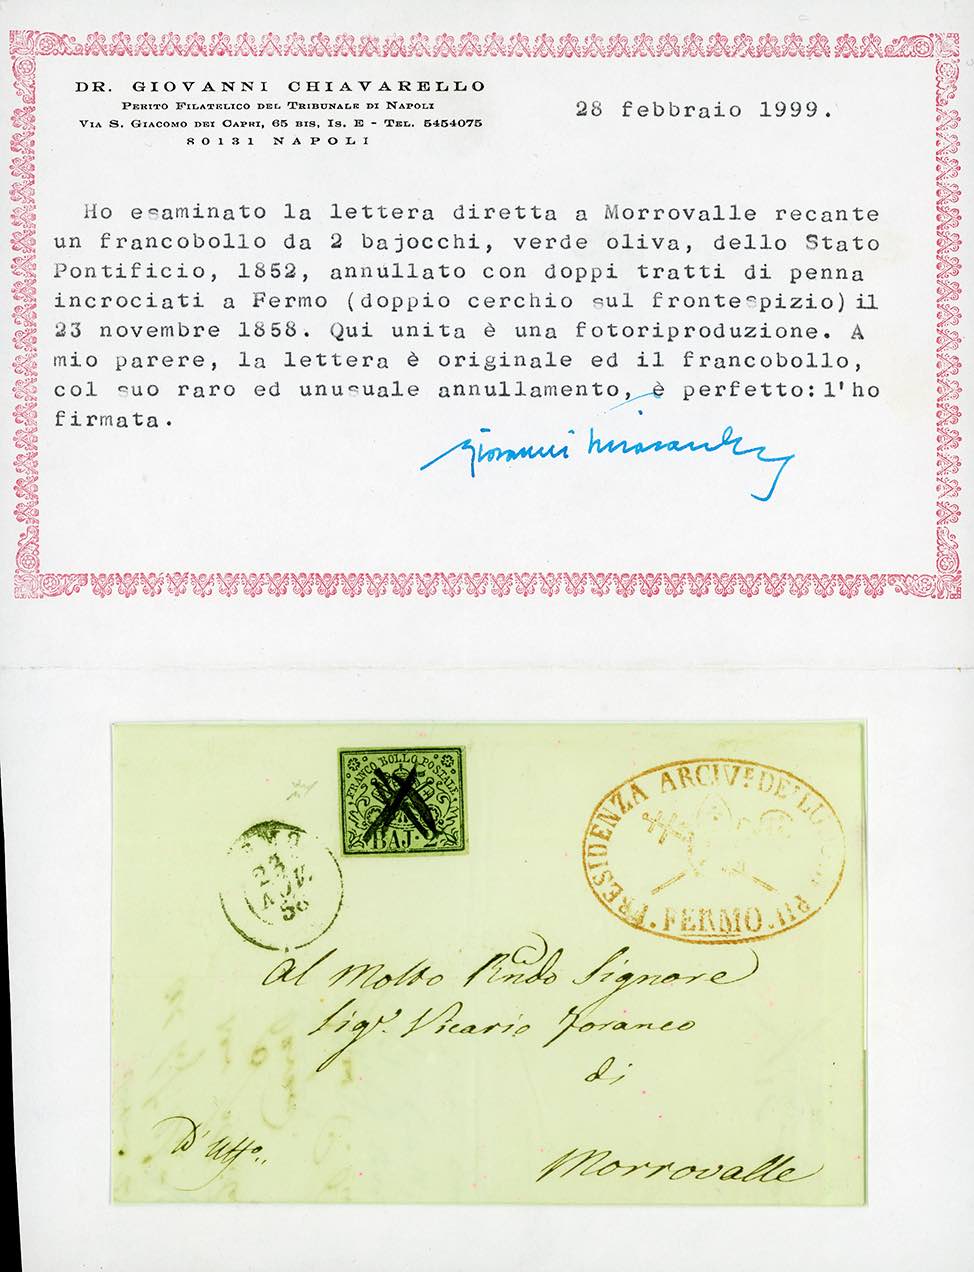 DR. GIOVANNI CHIAVARELLO
PERITO FILATELICO DEL TRIBUNALE DI NAPOLI
VIA S. GIACOMO DEI CAPRI, 65 BIS, IS. E - TEL. 5454075
80131 NAPOLI
28 febbraio 1999.
Ho esaminato la lettera diretta a Morrovalle recante
un francobollo da 2 bajocchi, verde oliva, dello Stato
Pontificio, 1852, annullato con doppi tratti di penna
incrociati a Fermo (doppio cerchio sul frontespizio) il
23 novembre 1858. Qui unita è una fotoriproduzione. A
mio parere, la lettera è originale ed il francobollo,
col suo raro ed unusuale annullamento, è perfetto: l'ho
firmata.
Giovanni
FRANCO BOLLO POSTALE
BAJ·2
PRESIDENZA ARCIV.
.FERMO.
23
Al Molto Rndo Signore
Sigr. Vicario Foraneo
di
Morrovalle
D'Uffo.